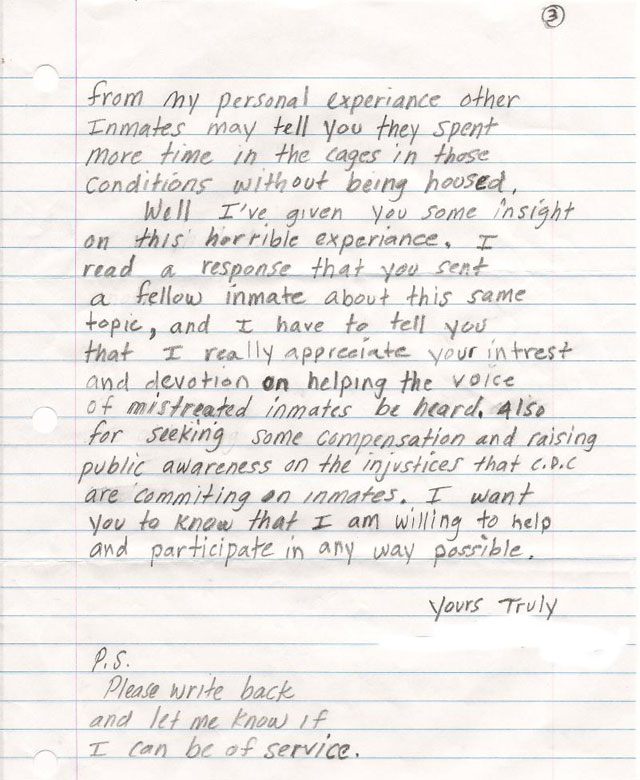 3
from my personal experiance other
Inmates may tell you they spent
more time in the cages in those
conditions without being housed.
Well I've given you some insight
on this horrible experiance. I
read a response that you sent
a fellow inmate about this same
topic, and I have to tell you
that I really appreciate your intrest
and devotion on helping the voice
of mistreated inmates be heard. Also
for seeking some compensation and raising
public awareness on the injustices that C.D.C
are commiting on inmates. I want
you to know that I am willing to help
and participate in any way possible.
Yours Truly
P.S.
Please write back
and let me know if
I can be of service.